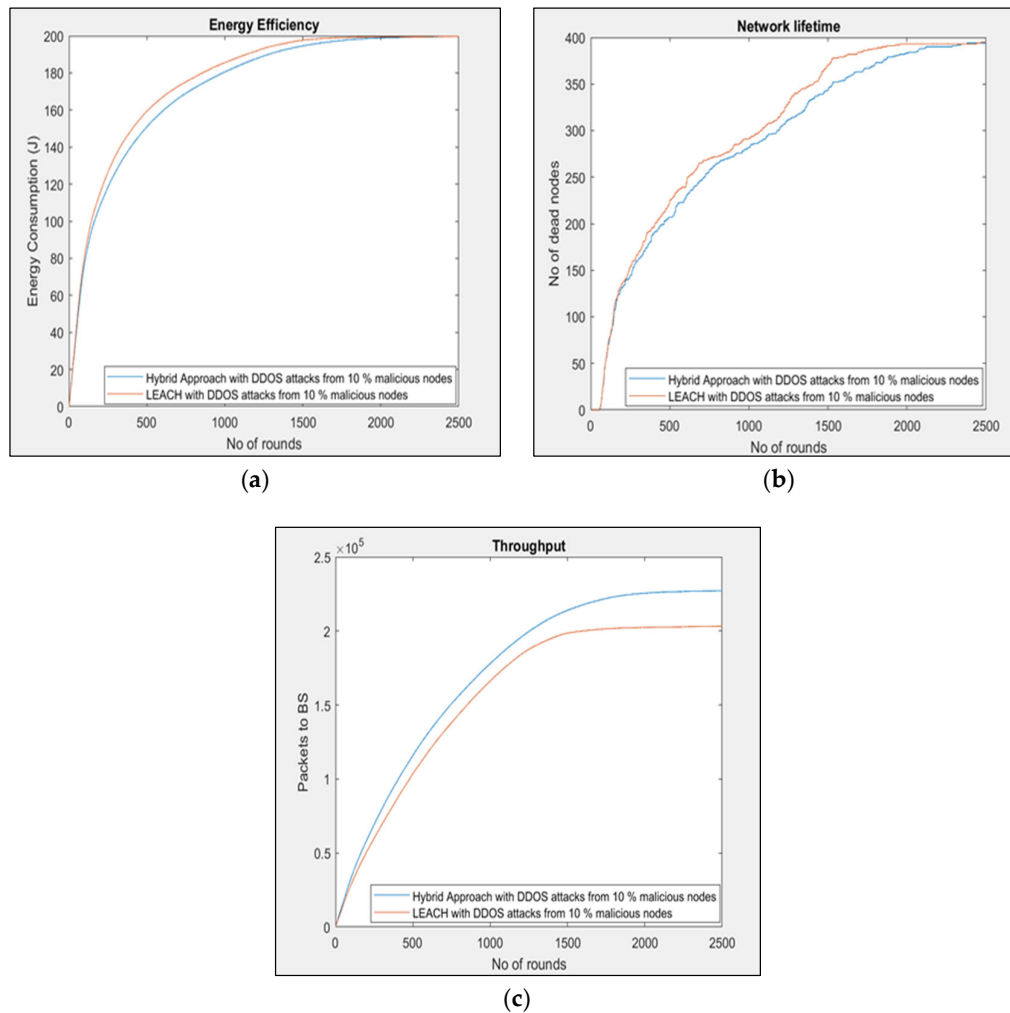 Energy Efficiency
200
180
160
140
120
100
80
60
40
20
0
Energy Consumption (J)
Hybrid Approach with DDOS attacks from 10 % malicious nodes
LEACH with DDOS attacks from 10 % malicious nodes
0 500 1000 1500 2000 2500
No of rounds
(a)
Network lifetime
400
350
300
250
200
150
100
50
0
No of dead nodes
Hybrid Approach with DDOS attacks from 10 % malicious nodes
LEACH with DDOS attacks from 10 % malicious nodes
0 500 1000 1500 2000 2500
No of rounds
(b)
Throughput
×10⁵
2.5
2
1.5
1
0.5
0
Packets to BS
Hybrid Approach with DDOS attacks from 10 % malicious nodes
LEACH with DDOS attacks from 10 % malicious nodes
0 500 1000 1500 2000 2500
No of rounds
(c)